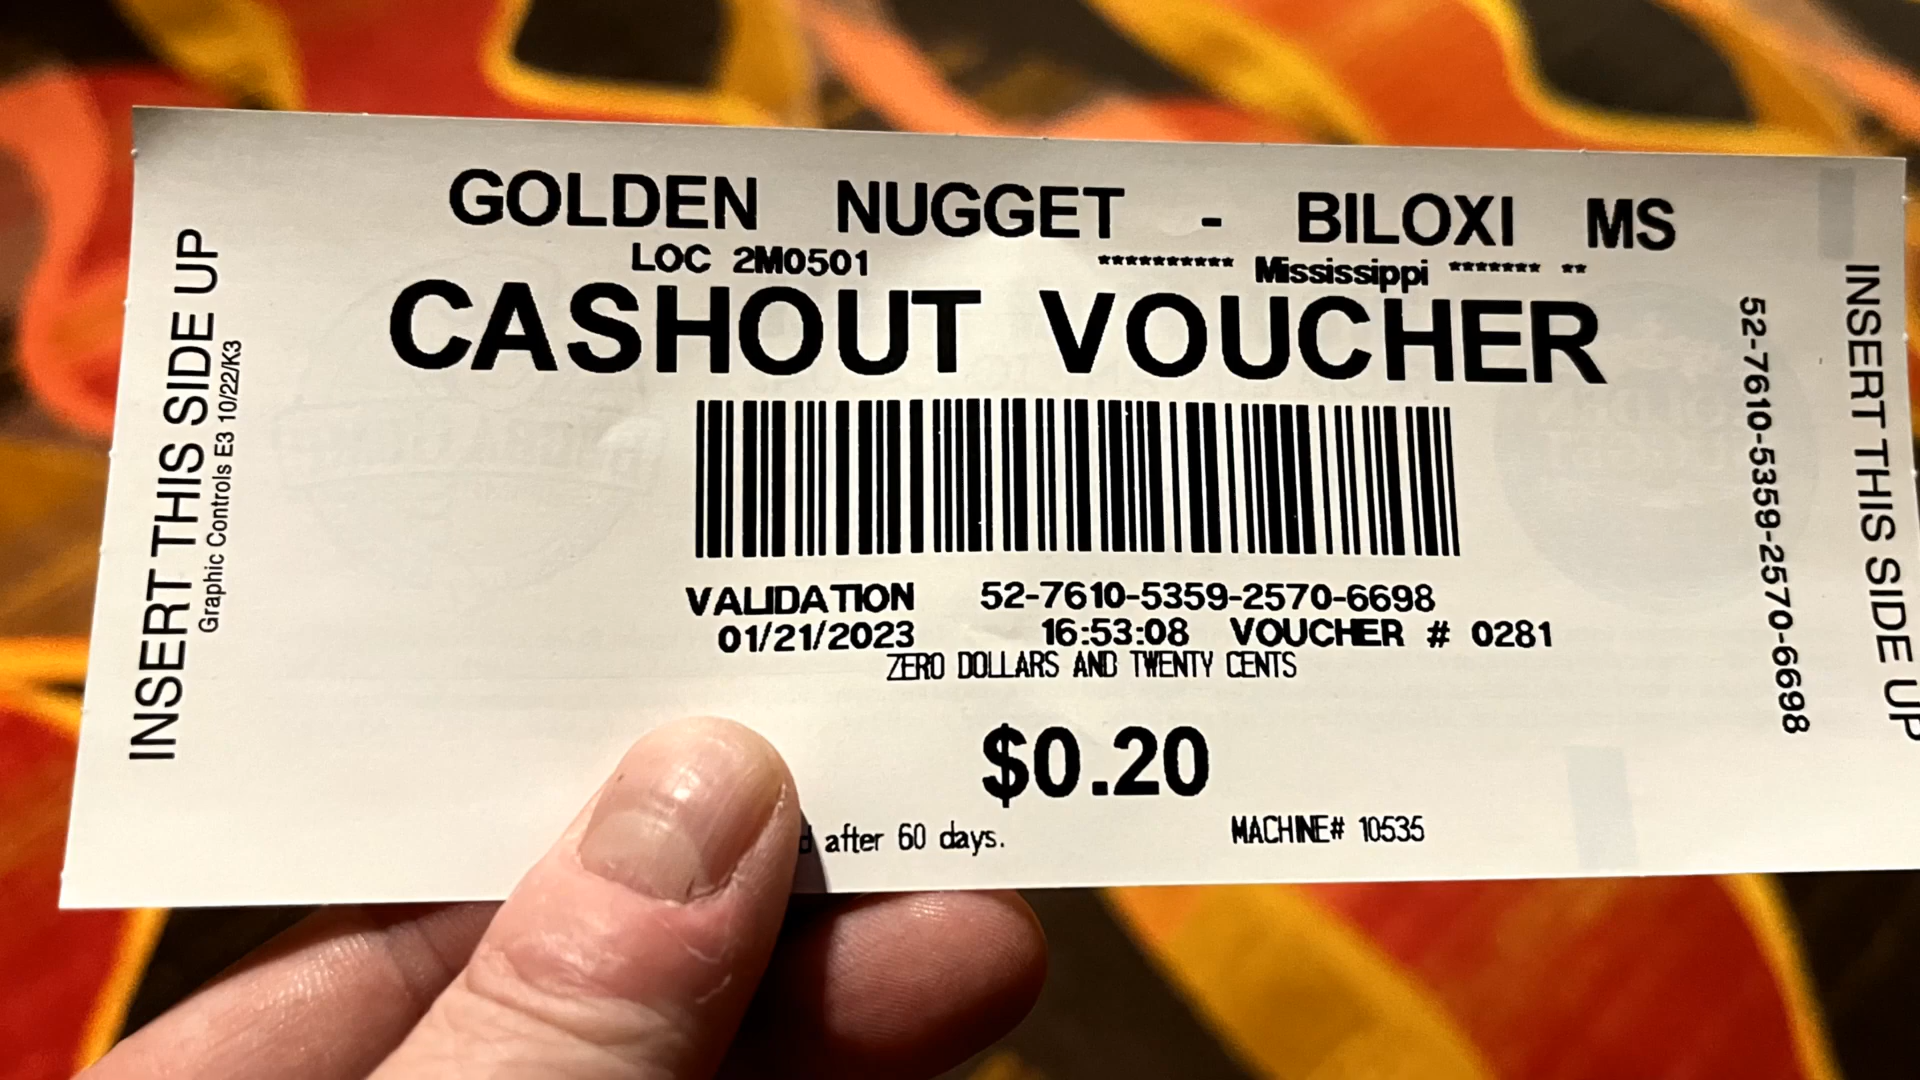 GOLDEN NUGGET - BILOXI MS
LOC 2M0501 ********** Mississippi ******* **
CASHOUT VOUCHER
VALIDATION 52-7610-5359-2570-6698
01/21/2023 16:53:08 VOUCHER # 0281
ZERO DOLLARS AND TWENTY CENTS
$0.20
after 60 days. MACHINE# 10535
INSERT THIS SIDE UP
Graphic Controls E3 10/22/K3
52-7610-5359-2570-6698
INSERT THIS SIDE UP